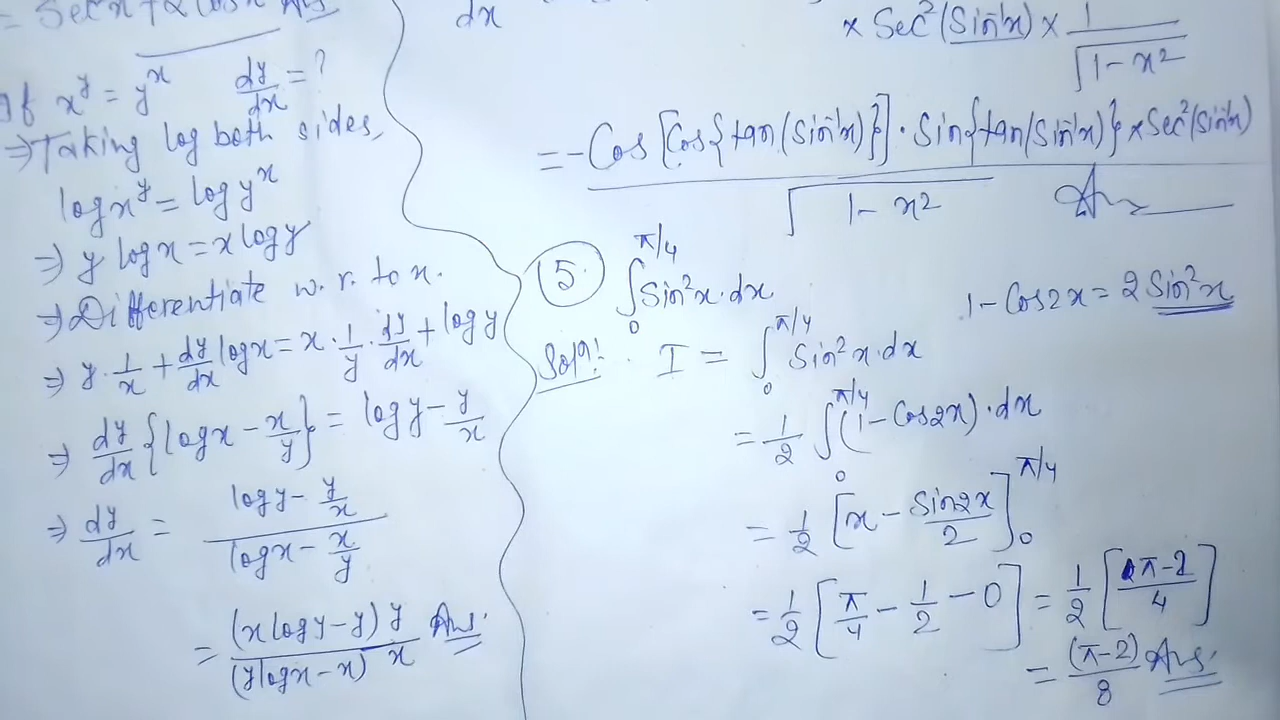 = Sec x + 2 Cos x Ans
If x^y = y^x dy/dx = ?
⇒ Taking log both sides,
log x^y = log y^x
⇒ y log x = x log y
⇒ Differentiate w. r. to x.
⇒ y · 1/x + dy/dx log x = x · 1/y · dy/dx + log y
⇒ dy/dx {log x - x/y} = log y - y/x
⇒ dy/dx = (log y - y/x) / (log x - x/y)
= (x log y - y) y / (y log x - x) x Ans.
dx
× Sec²(Sin⁻¹x) × 1/√(1 - x²)
= -Cos[Cos{tan(Sin⁻¹x)}] · Sin{tan(Sin⁻¹x)} × Sec²(Sin⁻¹x) / √(1 - x²) Ans
5. ∫₀^{π/4} Sin²x · dx
1 - Cos2x = 2 Sin²x
Solⁿ: I = ∫₀^{π/4} Sin²x · dx
= 1/2 ∫₀^{π/4} (1 - Cos2x) · dx
= 1/2 [x - Sin2x/2]₀^{π/4}
= 1/2 [π/4 - 1/2 - 0] = 1/2 [π-2/4]
= (π-2)/8 Ans.